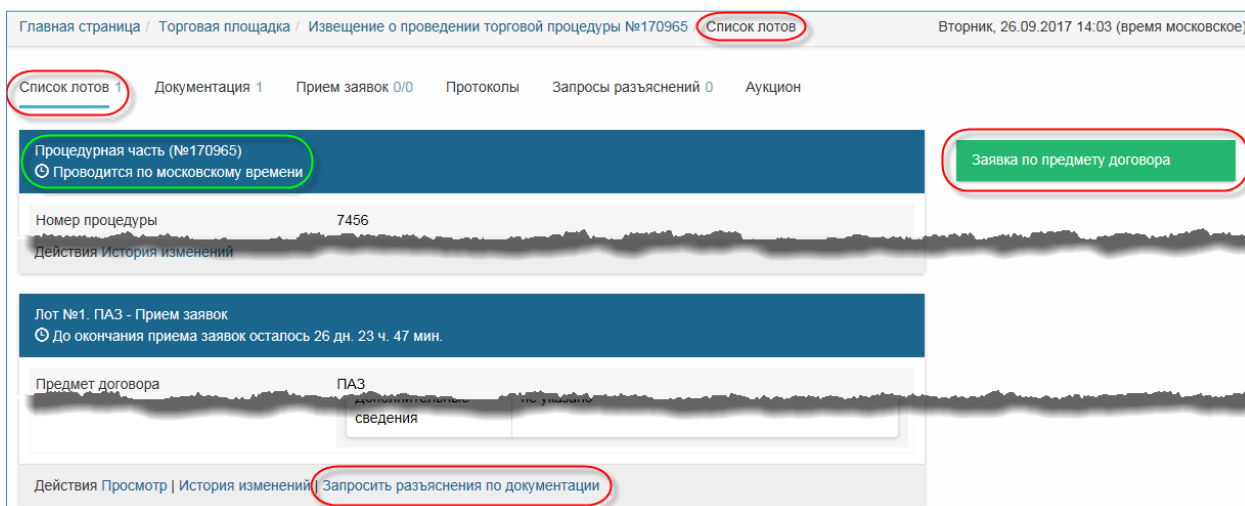 Главная страница / Торговая площадка / Извещение о проведении торговой процедуры №170965 Список лотов Вторник, 26.09.2017 14:03 (время московское)
Список лотов 1 Документация 1 Прием заявок 0/0 Протоколы Запросы разъяснений 0 Аукцион
Процедурная часть (№170965)
Проводится по московскому времени
Заявка по предмету договора
Номер процедуры 7456
Действия История изменений
Лот №1. ПАЗ - Прием заявок
До окончания приема заявок осталось 26 дн. 23 ч. 47 мин.
Предмет договора ПАЗ
Дополнительные не указано
сведения
Действия Просмотр | История изменений | Запросить разъяснения по документации